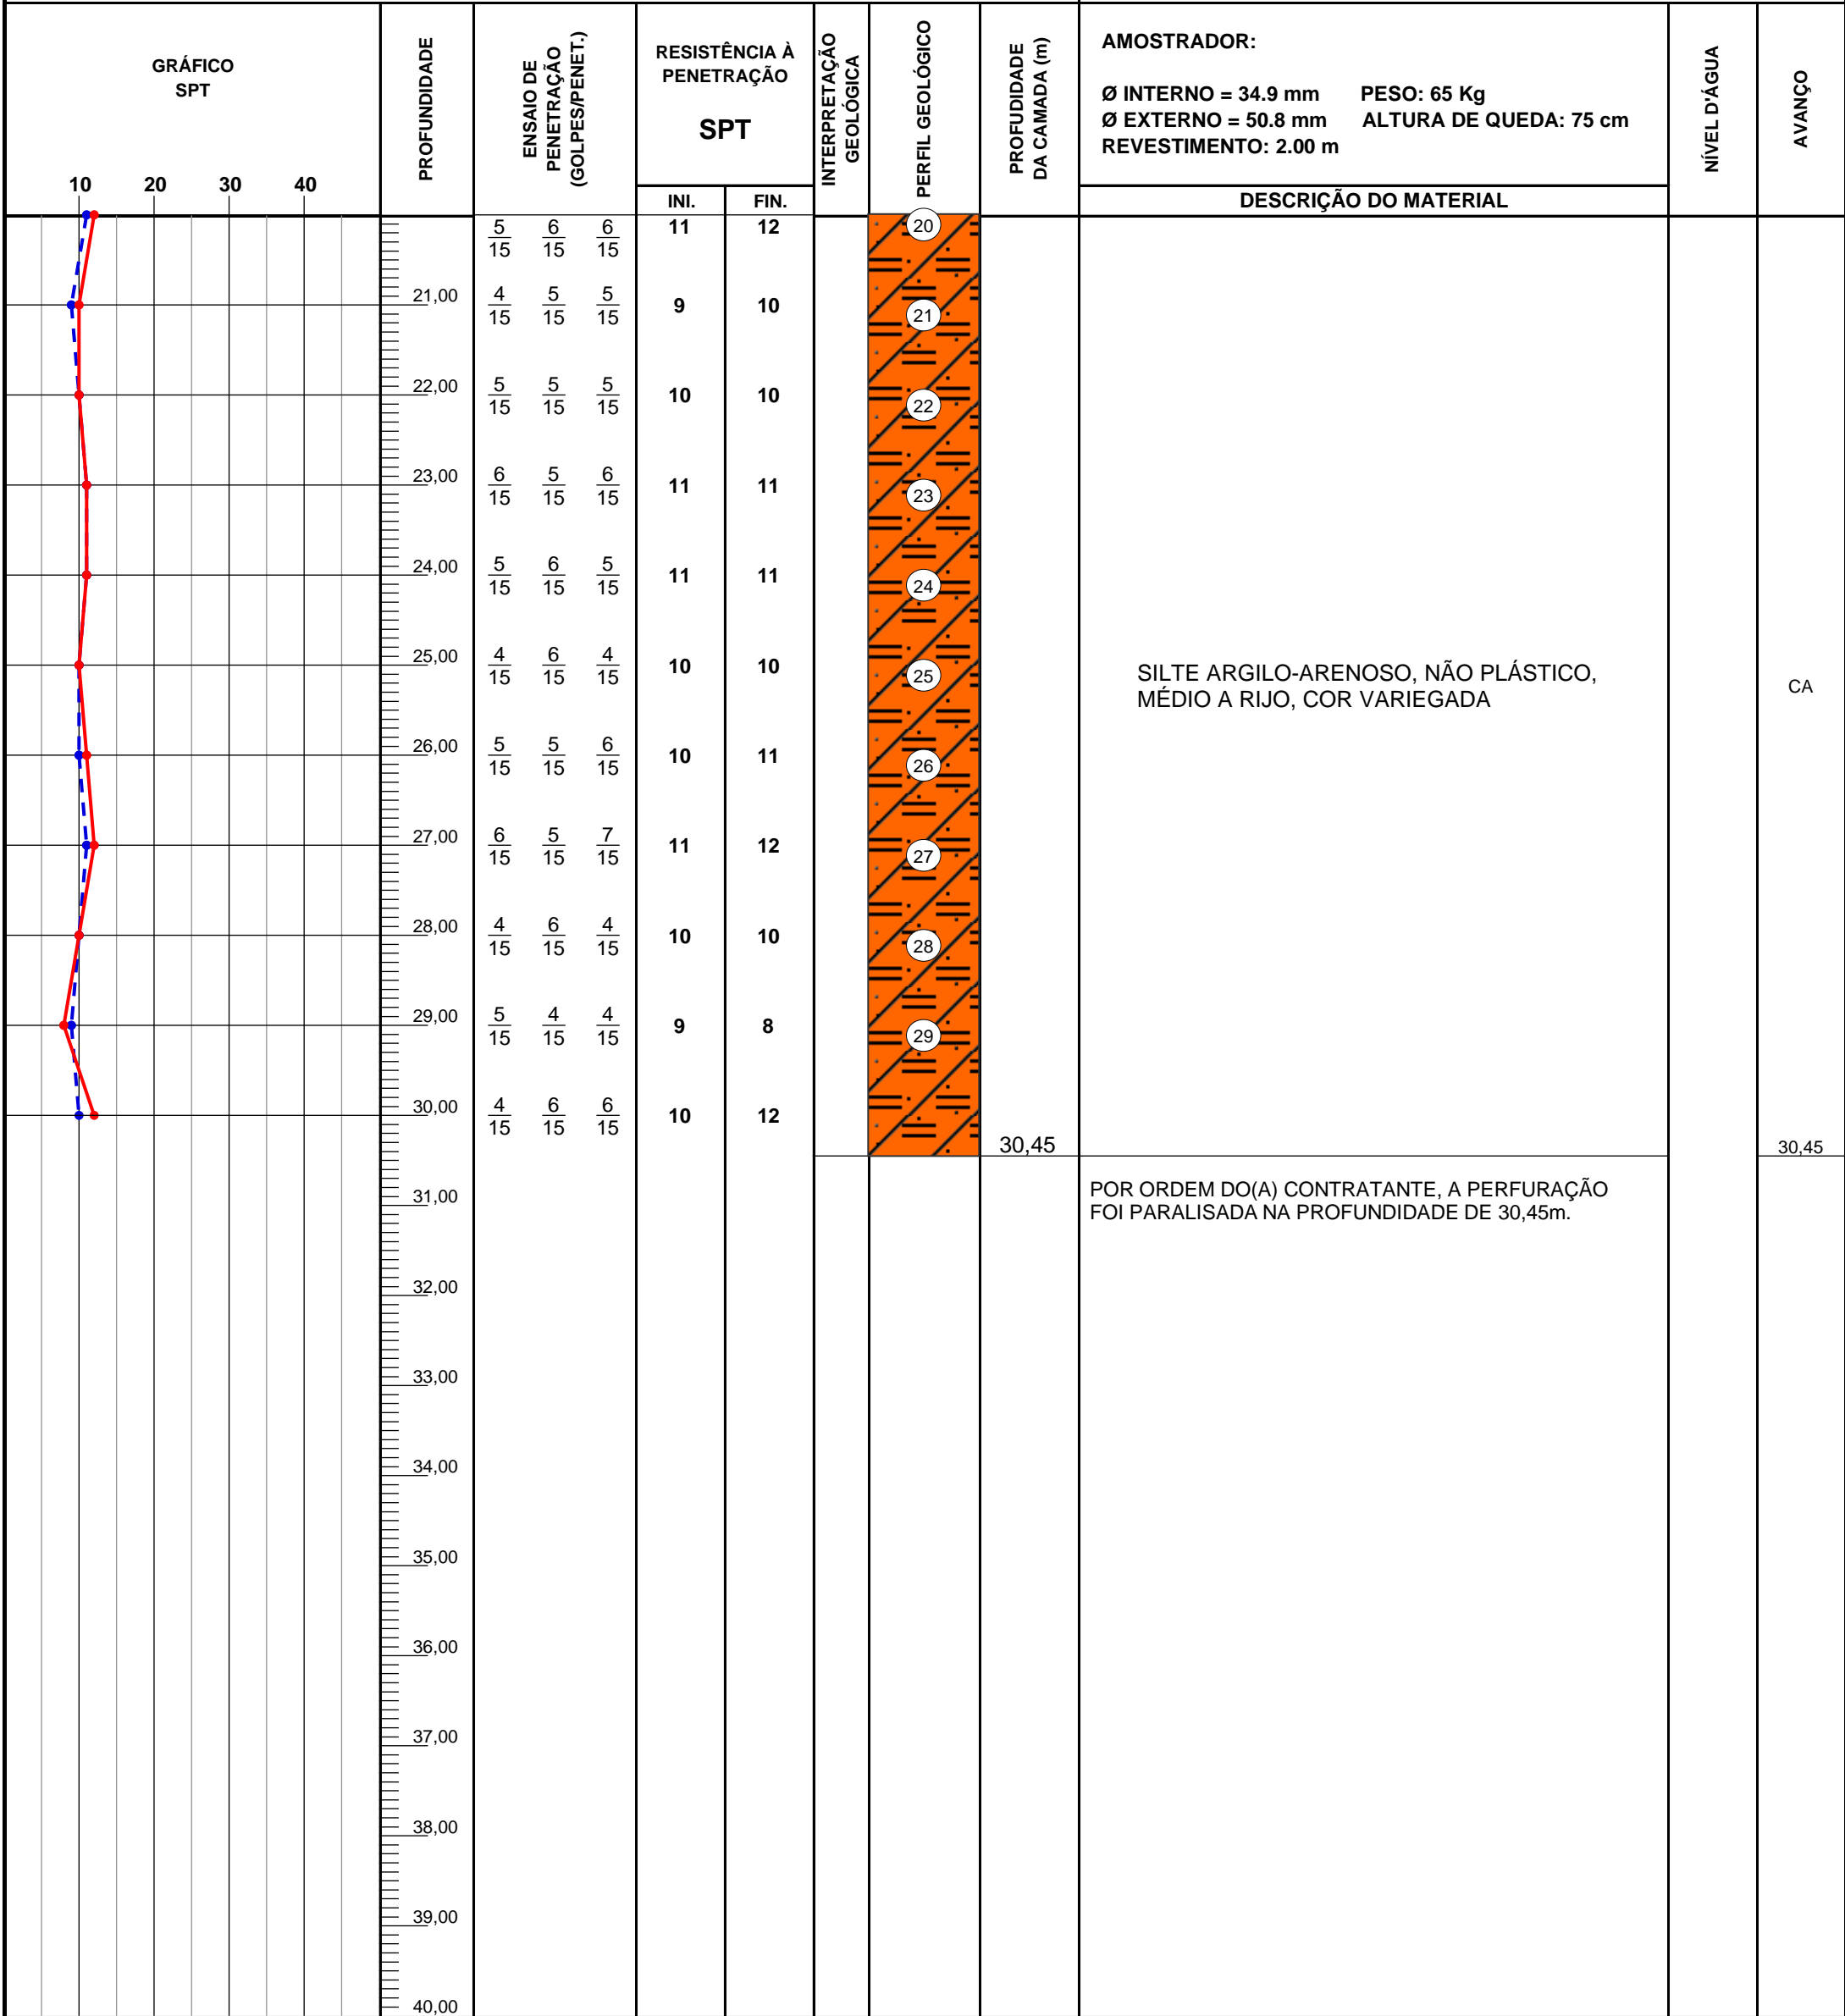 GRÁFICO
SPT
10 20 30 40
PROFUNDIDADE
ENSAIO DE
PENETRAÇÃO
(GOLPES/PENET.)
RESISTÊNCIA À
PENETRAÇÃO
SPT
INI. FIN.
INTERPRETAÇÃO
GEOLÓGICA
PERFIL GEOLÓGICO
PROFUDIDADE
DA CAMADA (m)
AMOSTRADOR:
Ø INTERNO = 34.9 mm PESO: 65 Kg
Ø EXTERNO = 50.8 mm ALTURA DE QUEDA: 75 cm
REVESTIMENTO: 2.00 m
DESCRIÇÃO DO MATERIAL
NÍVEL D'ÁGUA
AVANÇO
5/15 6/15 6/15 11 12 20
21,00 4/15 5/15 5/15 9 10 21
22,00 5/15 5/15 5/15 10 10 22
23,00 6/15 5/15 6/15 11 11 23
24,00 5/15 6/15 5/15 11 11 24
25,00 4/15 6/15 4/15 10 10 25
SILTE ARGILO-ARENOSO, NÃO PLÁSTICO,
MÉDIO A RIJO, COR VARIEGADA
CA
26,00 5/15 5/15 6/15 10 11 26
27,00 6/15 5/15 7/15 11 12 27
28,00 4/15 6/15 4/15 10 10 28
29,00 5/15 4/15 4/15 9 8 29
30,00 4/15 6/15 6/15 10 12
30,45 30,45
POR ORDEM DO(A) CONTRATANTE, A PERFURAÇÃO
FOI PARALISADA NA PROFUNDIDADE DE 30,45m.
31,00
32,00
33,00
34,00
35,00
36,00
37,00
38,00
39,00
40,00